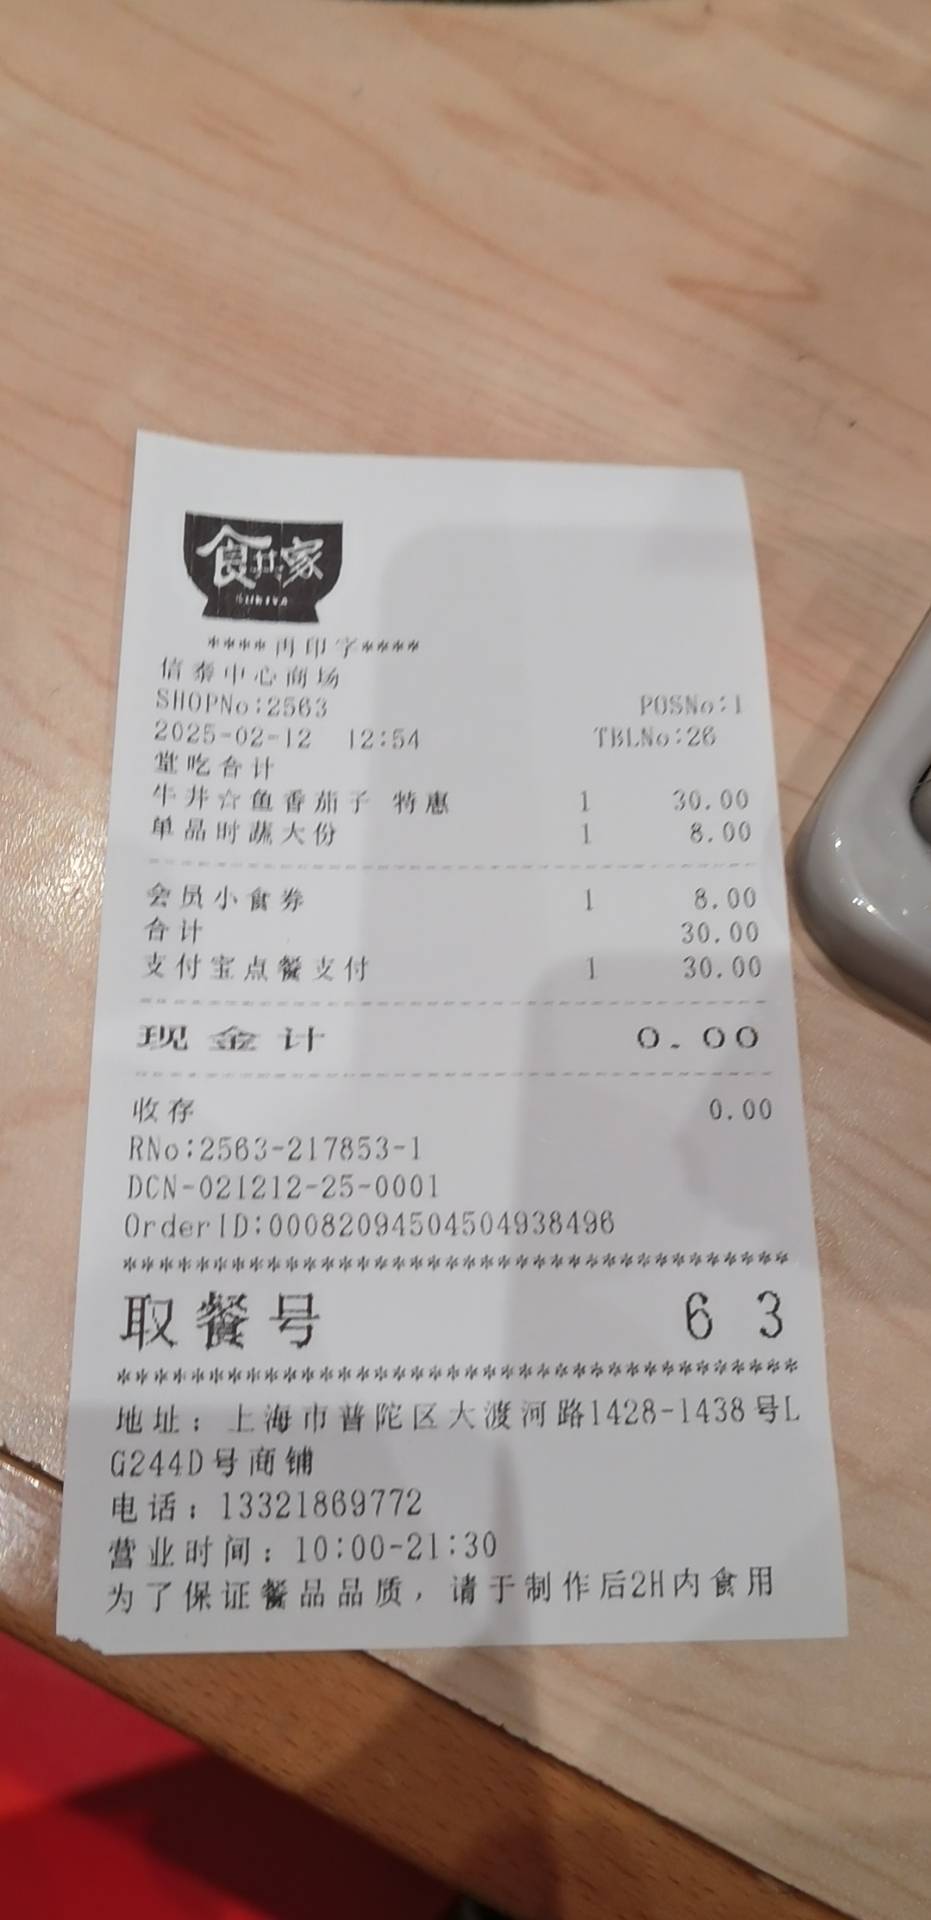 食其家
SUKIYA
****再印字****
信泰中心商场
SHOPNo:2563 POSNo:1
2025-02-12 12:54 TBLNo:26
堂吃合计
牛丼☆鱼香茄子 特惠 1 30.00
单品时蔬大份 1 8.00
会员小食券 1 8.00
合计 30.00
支付宝点餐支付 1 30.00
现金计 0.00
收存 0.00
RNo:2563-217853-1
DCN-021212-25-0001
OrderID:00082094504504938496
****************************************
取餐号 63
****************************************
地址：上海市普陀区大渡河路1428-1438号L
G244D号商铺
电话：13321869772
营业时间：10:00-21:30
为了保证餐品品质，请于制作后2H内食用